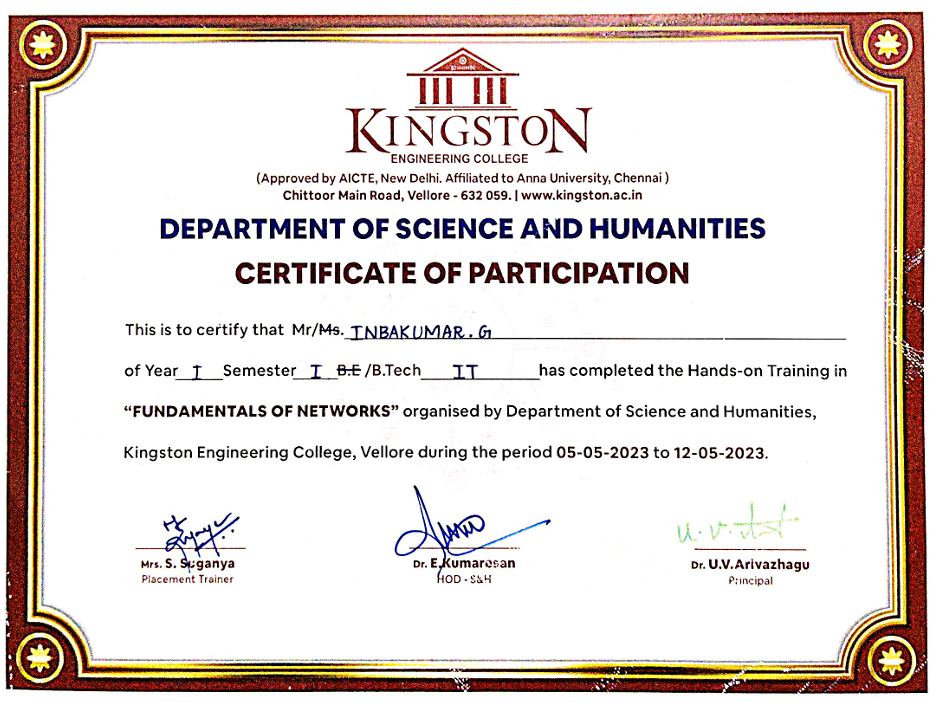 KINGSTON
ENGINEERING COLLEGE
(Approved by AICTE, New Delhi. Affiliated to Anna University, Chennai )
Chittoor Main Road, Vellore - 632 059. | www.kingston.ac.in
DEPARTMENT OF SCIENCE AND HUMANITIES
CERTIFICATE OF PARTICIPATION
This is to certify that Mr/Ms. INBAKUMAR. G
of Year I Semester I B.E /B.Tech IT has completed the Hands-on Training in
“FUNDAMENTALS OF NETWORKS” organised by Department of Science and Humanities,
Kingston Engineering College, Vellore during the period 05-05-2023 to 12-05-2023.
Mrs. S. Suganya Dr. E.Kumaresan Dr. U.V.Arivazhagu
Placement Trainer HOD - S&H Principal